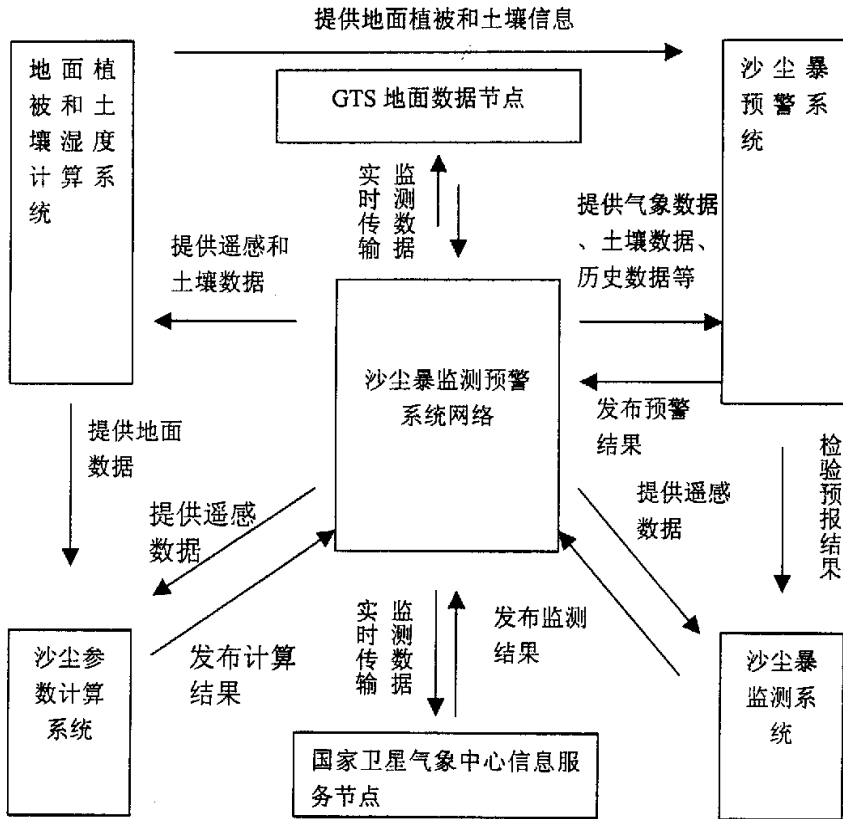 提供地面植被和土壤信息
地面植
被和土
壤湿度
计算系
统
GTS 地面数据节点
沙尘暴
预警系
统
实时传输
监测数据
提供气象数据
、土壤数据、
历史数据等
提供遥感和
土壤数据
沙尘暴监测预警
系统网络
发布预警
结果
提供地面
数据
检验预报结果
提供遥感
数据
提供遥感
数据
实时传输
监测数据
发布监测
结果
发布计算
结果
沙尘参
数计算
系统
沙尘暴
监测系
统
国家卫星气象中心信息服
务节点